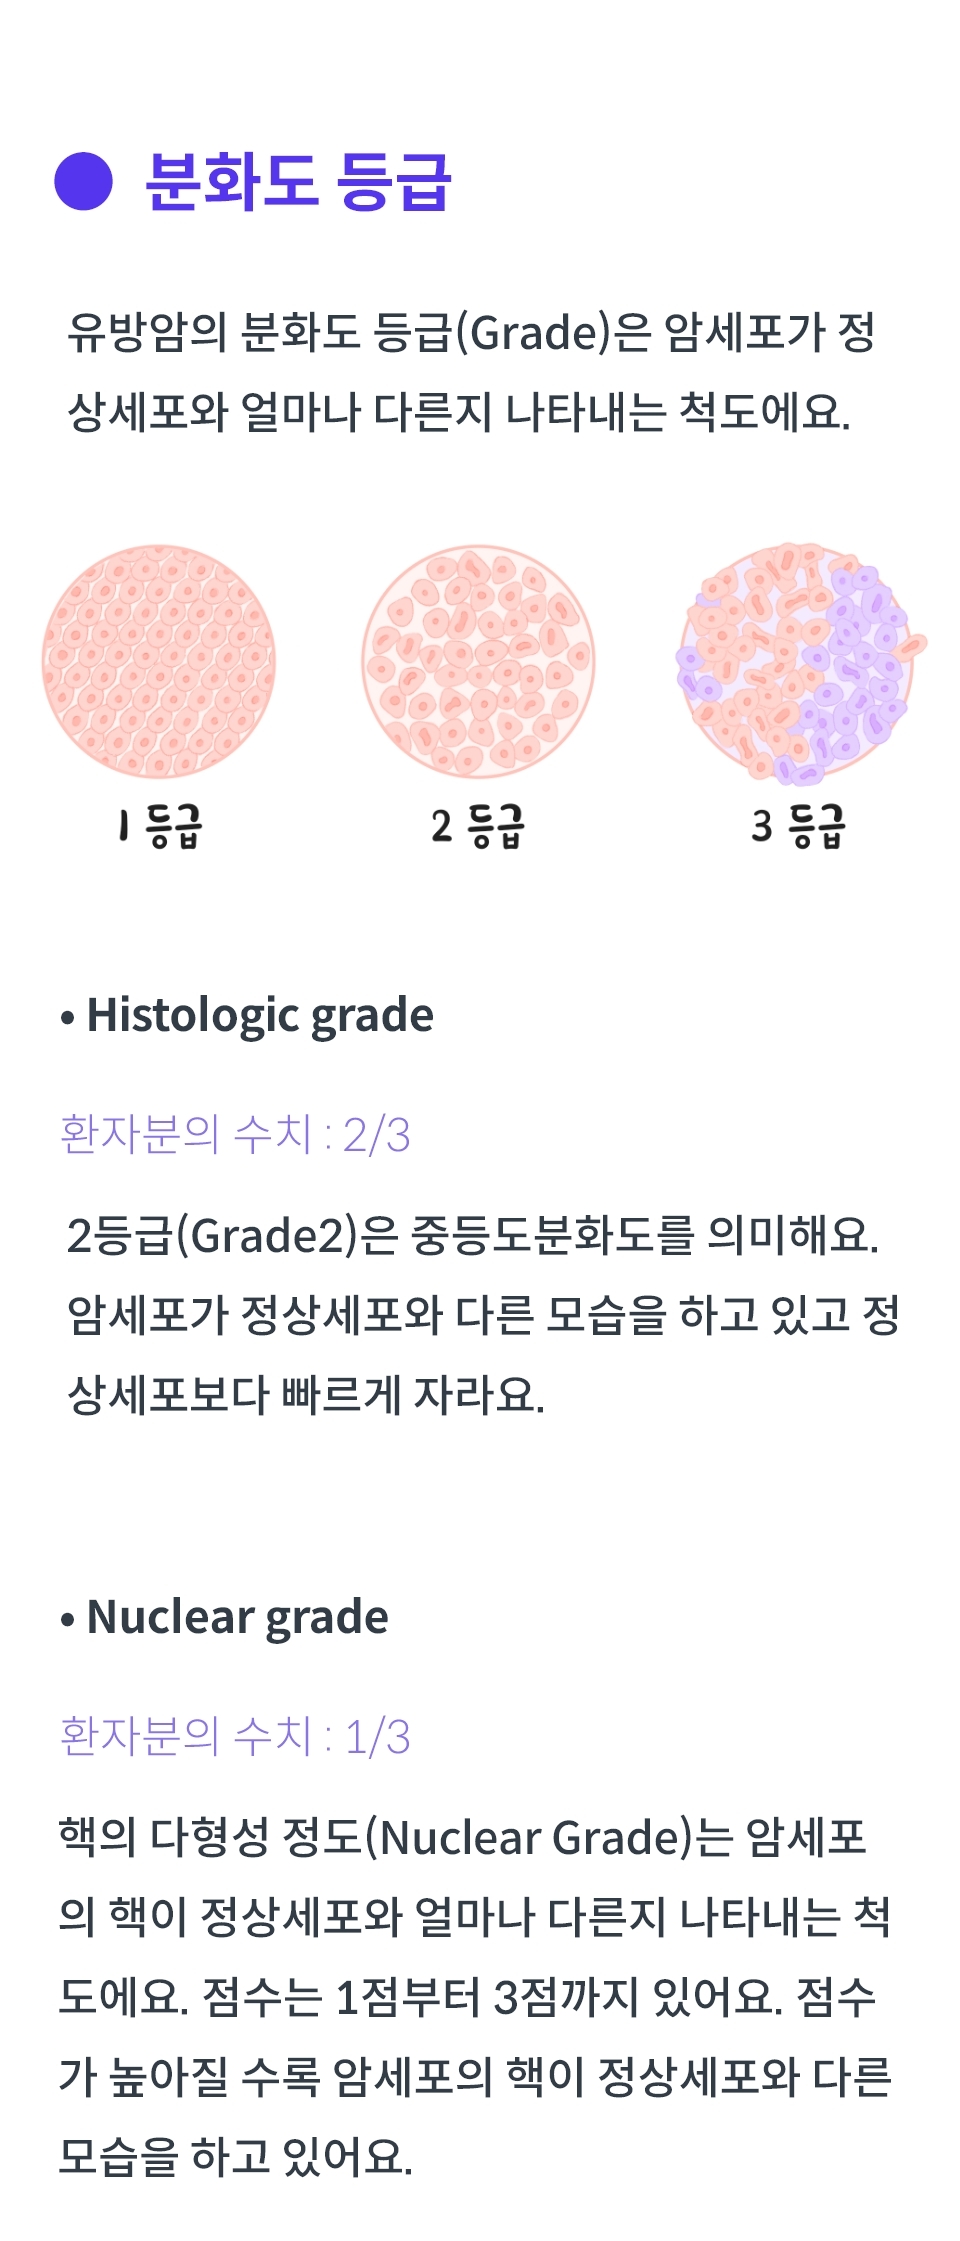 ● 분화도 등급
유방암의 분화도 등급(Grade)은 암세포가 정
상세포와 얼마나 다른지 나타내는 척도에요.
1 등급 2 등급 3 등급
• Histologic grade
환자분의 수치 : 2/3
2등급(Grade2)은 중등도분화도를 의미해요.
암세포가 정상세포와 다른 모습을 하고 있고 정
상세포보다 빠르게 자라요.
• Nuclear grade
환자분의 수치 : 1/3
핵의 다형성 정도(Nuclear Grade)는 암세포
의 핵이 정상세포와 얼마나 다른지 나타내는 척
도에요. 점수는 1점부터 3점까지 있어요. 점수
가 높아질 수록 암세포의 핵이 정상세포와 다른
모습을 하고 있어요.